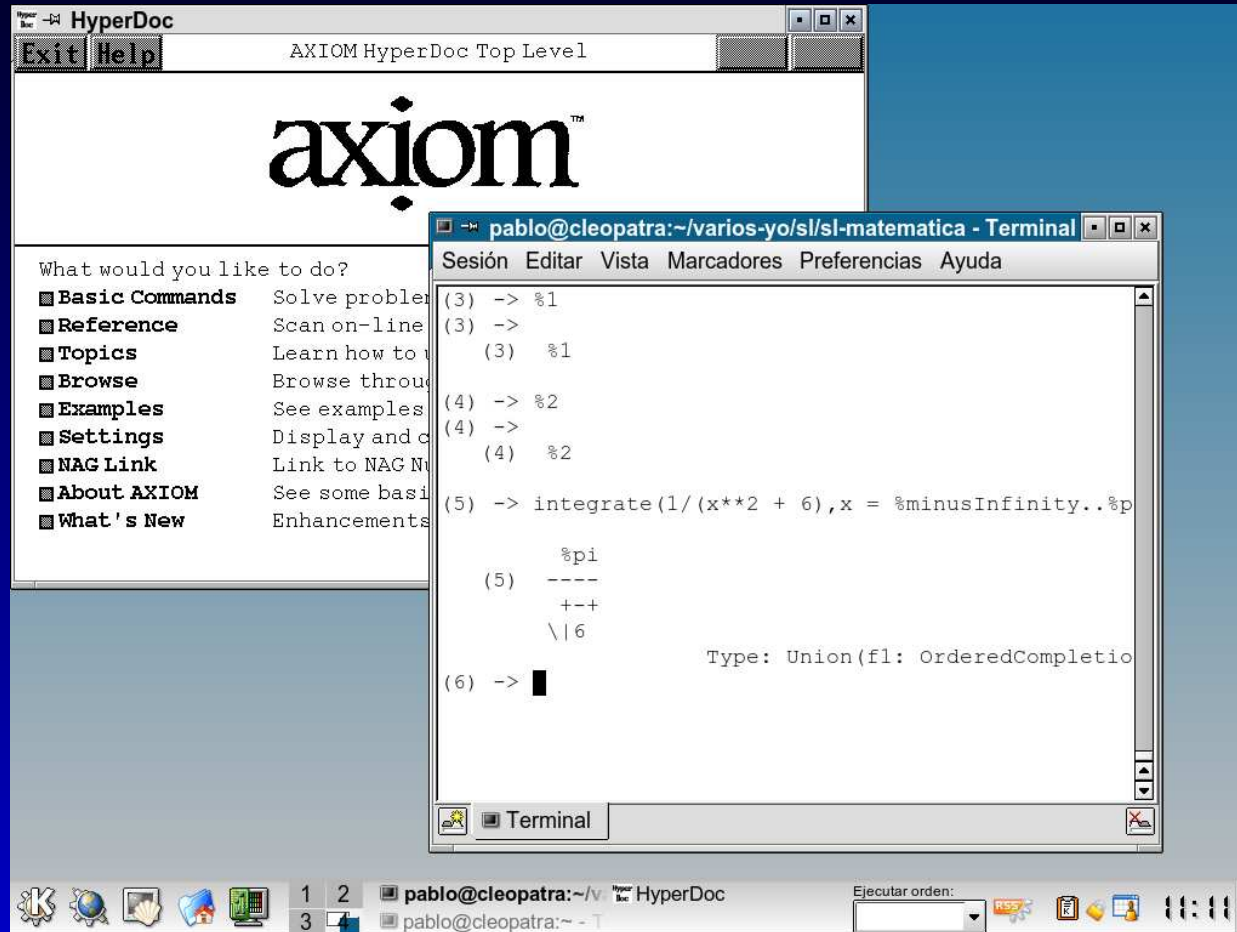 HyperDoc
Exit Help AXIOM HyperDoc Top Level
axiom™
What would you like to do?
Basic Commands Solve problem
Reference Scan on-line
Topics Learn how to u
Browse Browse throug
Examples See examples
Settings Display and c
NAG Link Link to NAG Nu
About AXIOM See some basi
What's New Enhancements
pablo@cleopatra:~/varios-yo/sl/sl-matematica - Terminal
Sesión Editar Vista Marcadores Preferencias Ayuda
(3) -> %1
(3) ->
(3) %1
(4) -> %2
(4) ->
(4) %2
(5) -> integrate(1/(x**2 + 6),x = %minusInfinity..%p
%pi
(5) ----
+-+
\|6
Type: Union(f1: OrderedCompletio
(6) ->
Terminal
1 2 pablo@cleopatra:~/v HyperDoc Ejecutar orden:
3 4 pablo@cleopatra:~ - T
RSS
11:11